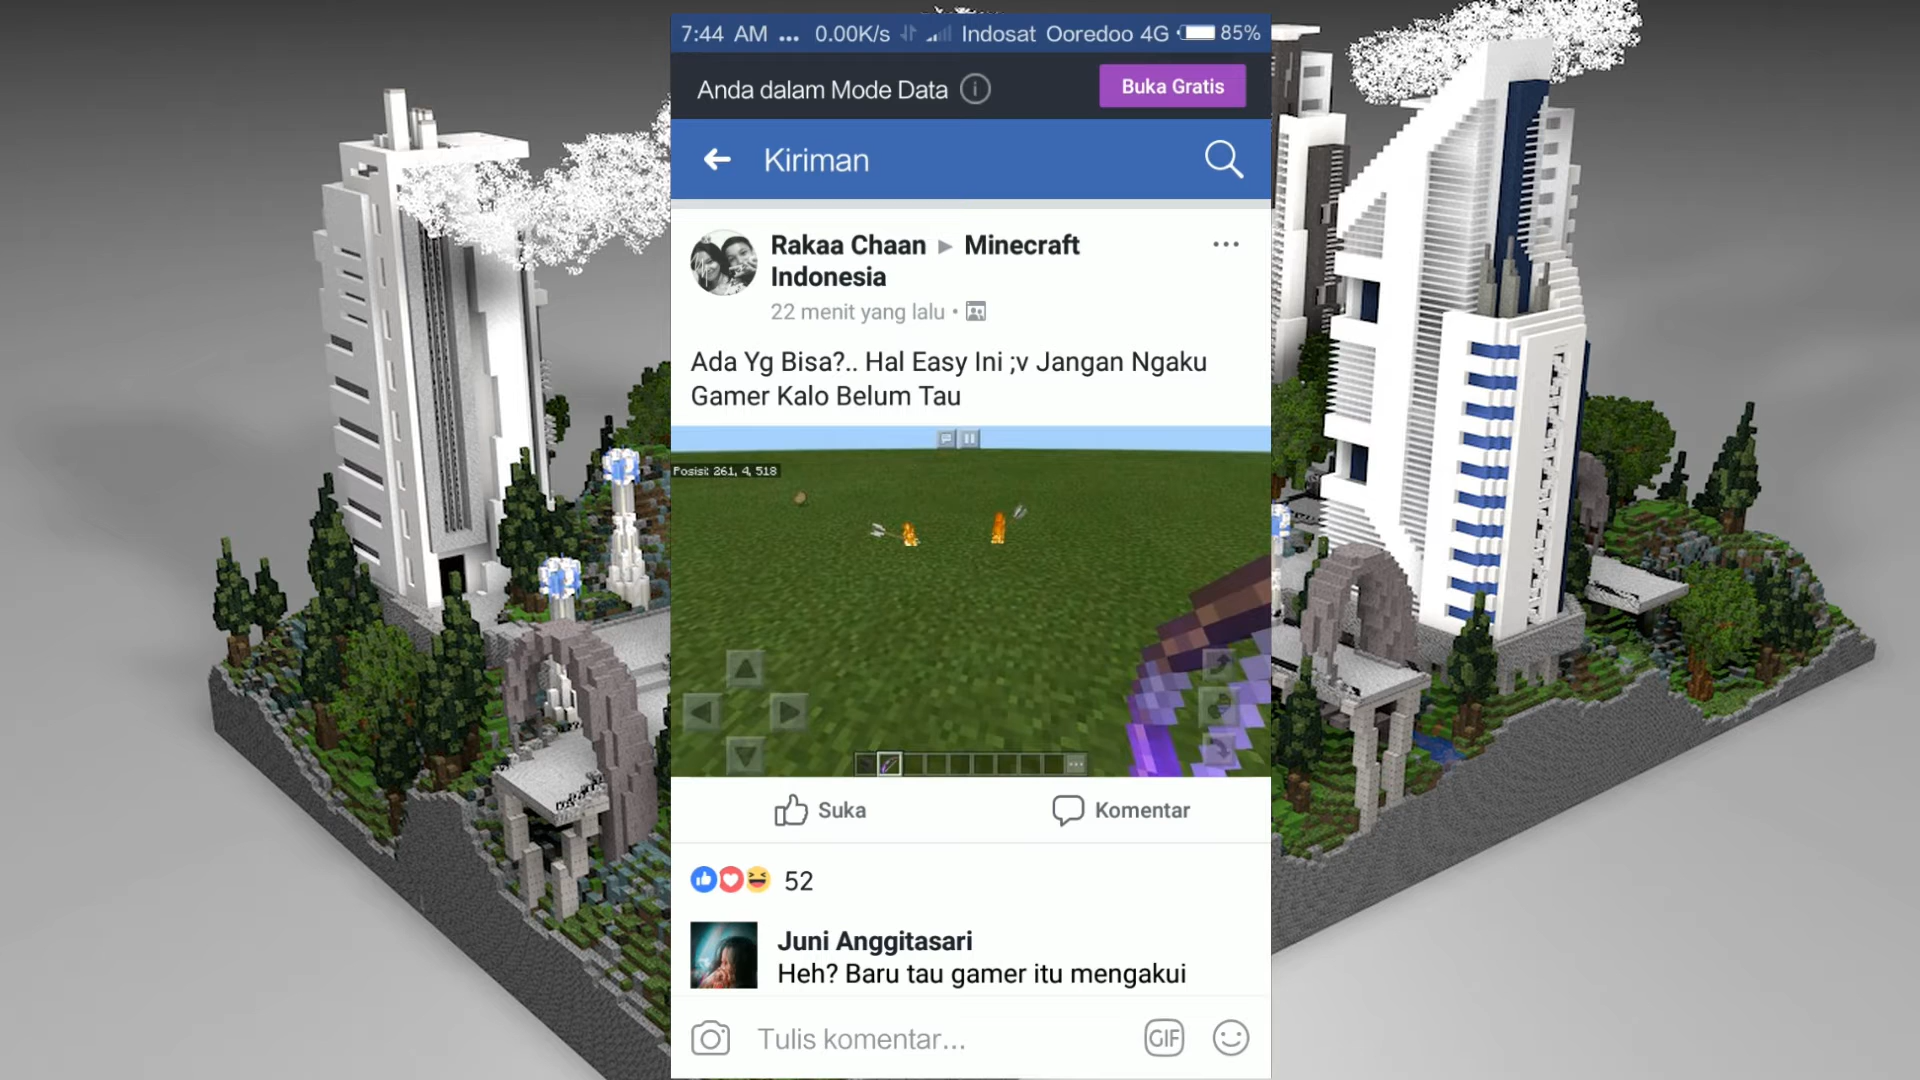 7:44 AM ... 0.00K/s Indosat Ooredoo 4G 85%
Anda dalam Mode Data
Buka Gratis
Kiriman
Rakaa Chaan ▸ Minecraft
Indonesia
22 menit yang lalu •
Ada Yg Bisa?.. Hal Easy Ini ;v Jangan Ngaku
Gamer Kalo Belum Tau
Posisi: 261, 4, 518
Suka
Komentar
52
Juni Anggitasari
Heh? Baru tau gamer itu mengakui
Tulis komentar...
GIF